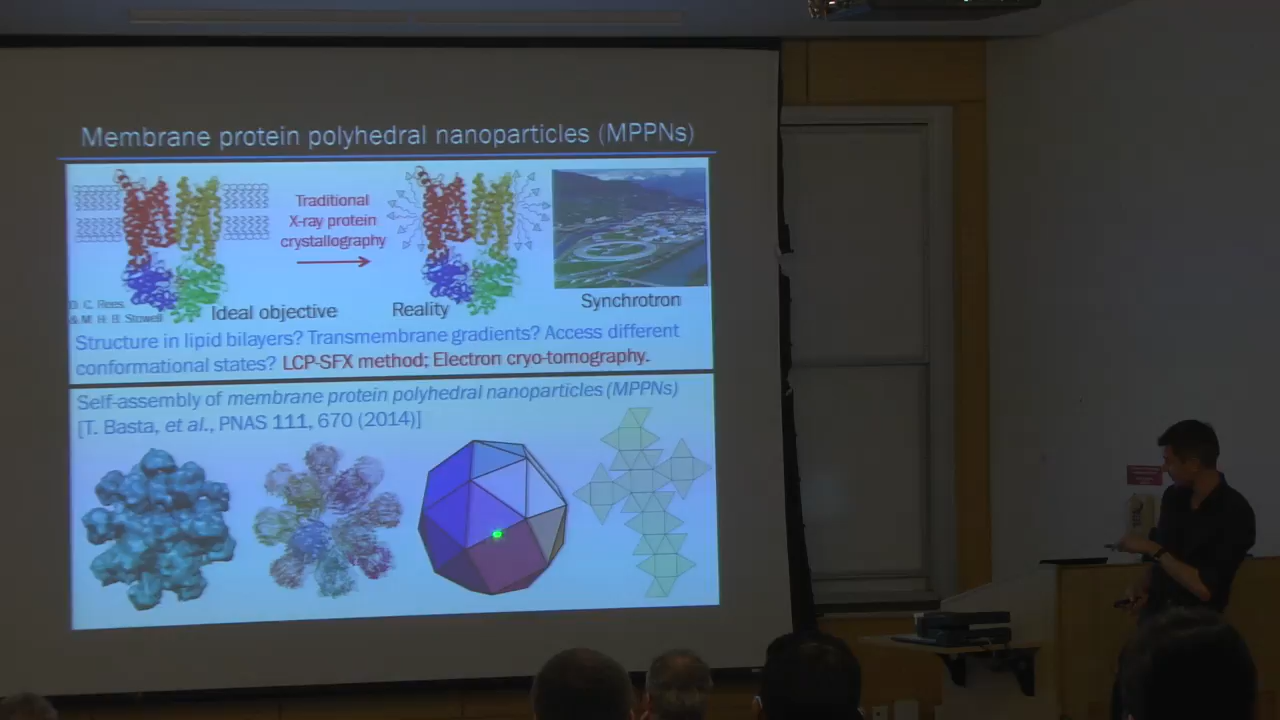 Membrane protein polyhedral nanoparticles (MPPNs)
Traditional
X-ray protein
crystallography
D. C. Rees
& M. H. B. Stowell
Ideal objective
Reality
Synchrotron
Structure in lipid bilayers? Transmembrane gradients? Access different
conformational states? LCP-SFX method; Electron cryo-tomography.
Self-assembly of membrane protein polyhedral nanoparticles (MPPNs)
[T. Basta, et al., PNAS 111, 670 (2014)]